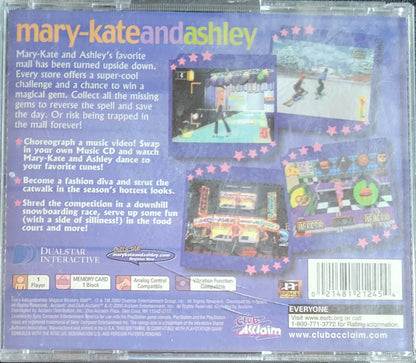 mary-kateandashley
Mary-Kate and Ashley's favorite
mall has been turned upside down.
Every store offers a super-cool
challenge and a chance to win a
magical gem. Collect all the missing
gems to reverse the spell and save
the day. Or risk being trapped in
the mall forever!
Choreograph a music video! Swap
in your own Music CD and watch
Mary-Kate and Ashley dance to
your favorite tunes!
Become a fashion diva and strut the
catwalk in the season's hottest looks.
Shred the competition in a downhill
snowboarding race, serve up some fun
(with a side of silliness!) in the
food court and more!
DUALSTAR
INTERACTIVE
marykateandashley.com
1
Player
MEMORY CARD
1 Block
Analog Control
Compatible
Vibration Function
Compatible
Club
Acclaim
EVERYONE
Visit www.esrb.org or call
1-800-771-3772 for Rating Information.
www.clubacclaim.com
0 21481 21245 4